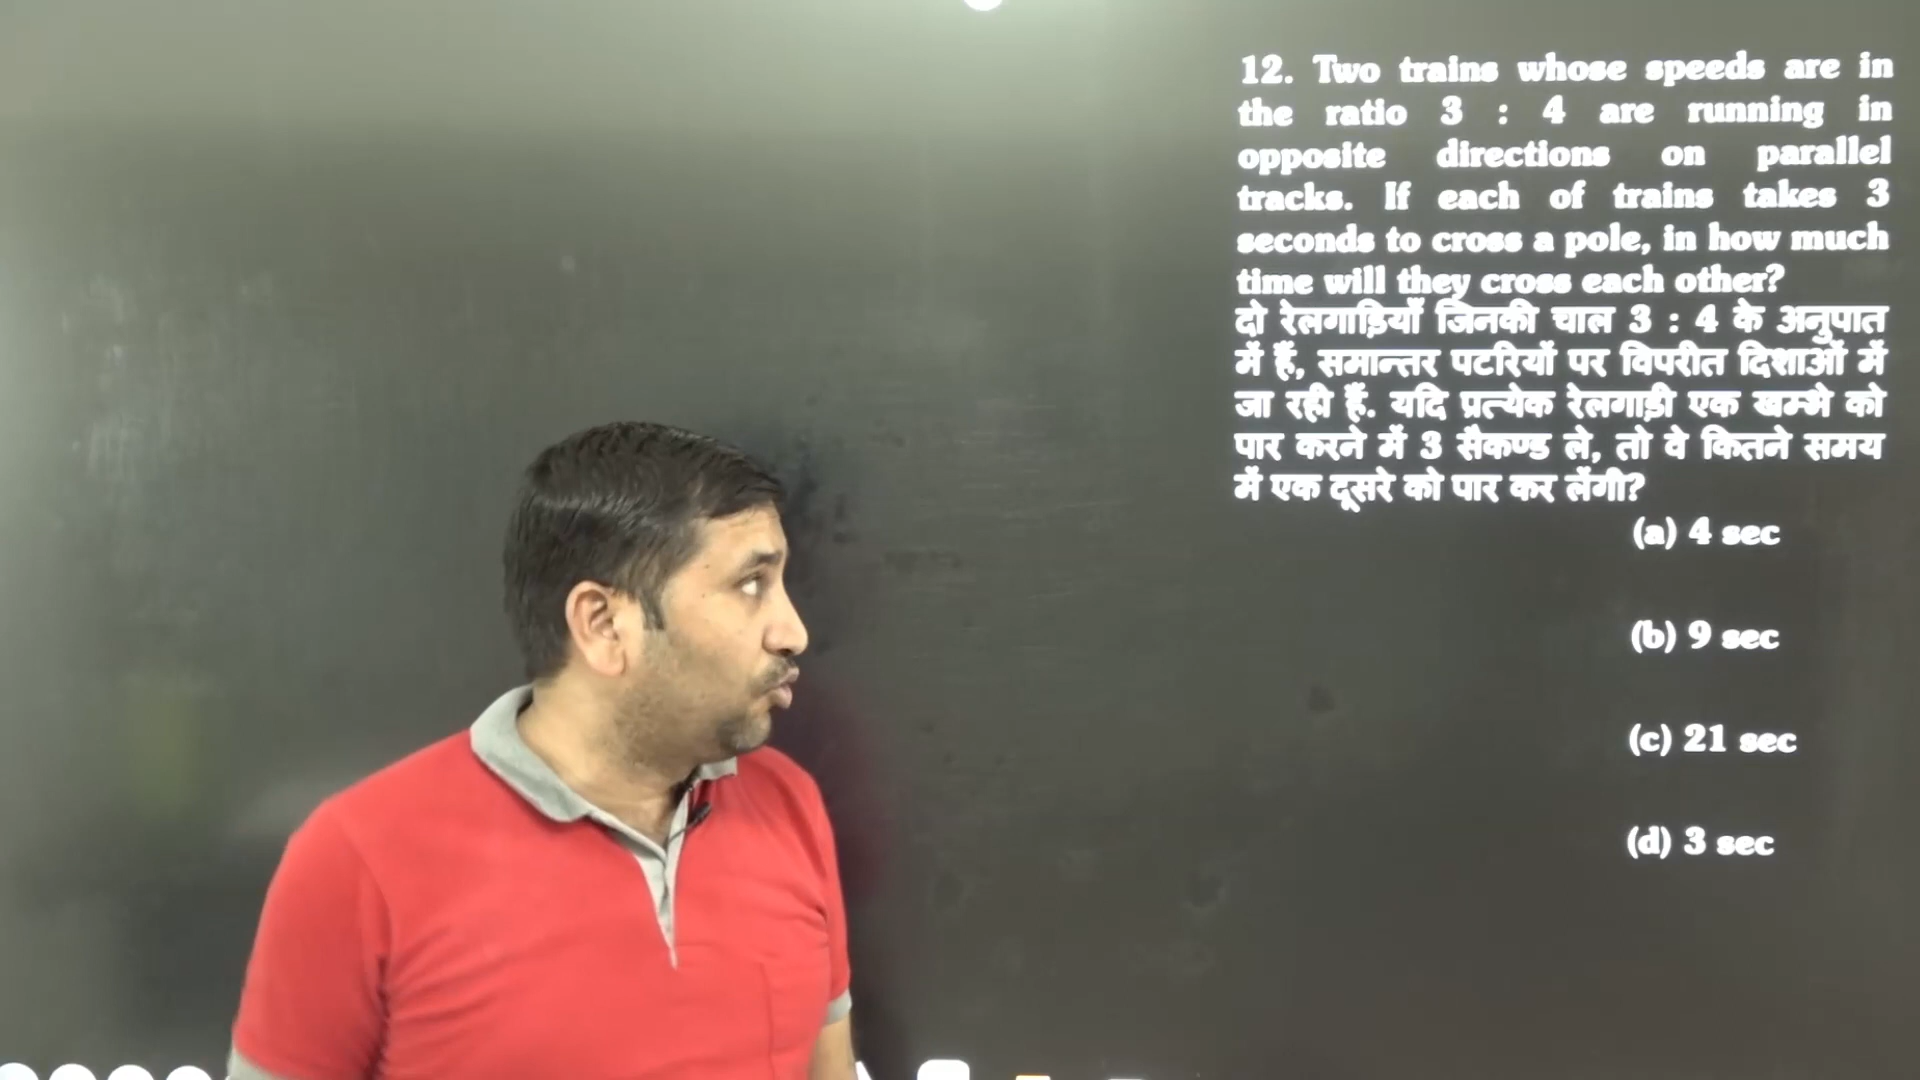 12. Two trains whose speeds are in
the ratio 3 : 4 are running in
opposite directions on parallel
tracks. If each of trains takes 3
seconds to cross a pole, in how much
time will they cross each other?
दो रेलगाड़ियाँ जिनकी चाल 3 : 4 के अनुपात
में हैं, समान्तर पटरियों पर विपरीत दिशाओं में
जा रही हैं. यदि प्रत्येक रेलगाड़ी एक खम्भे को
पार करने में 3 सैकण्ड ले, तो वे कितने समय
में एक दूसरे को पार कर लेंगी?
(a) 4 sec
(b) 9 sec
(c) 21 sec
(d) 3 sec